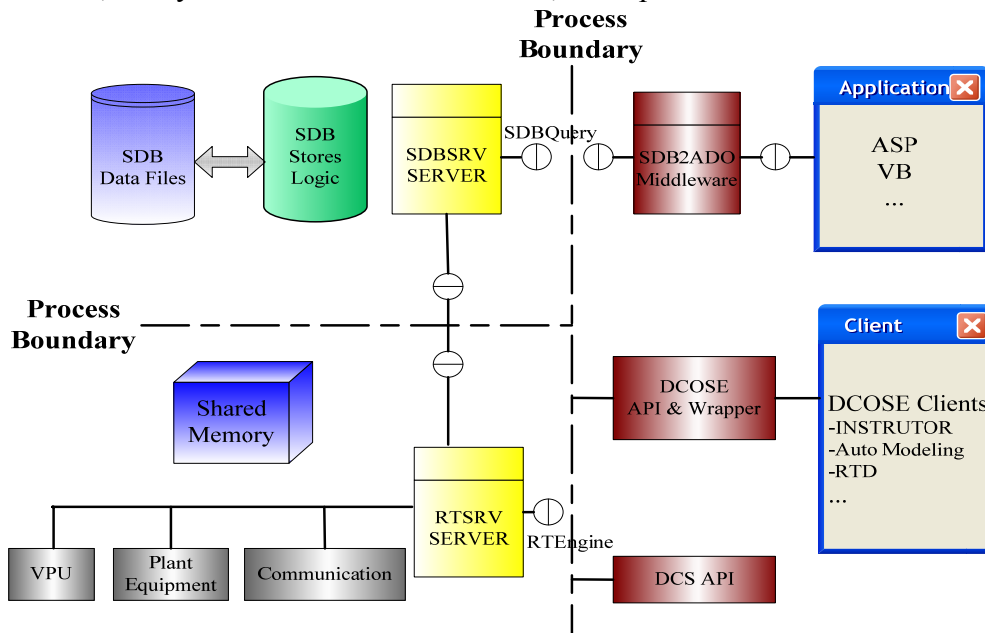 Process
Boundary
SDB
Data Files
SDB
Stores
Logic
SDBSRV
SERVER
SDBQuery
SDB2ADO
Middleware
Application
ASP
VB
...
Process
Boundary
Shared
Memory
DCOSE
API & Wrapper
Client
DCOSE Clients
-INSTRUTOR
-Auto Modeling
-RTD
...
RTSRV
SERVER
RTEngine
VPU
Plant
Equipment
Communication
DCS API